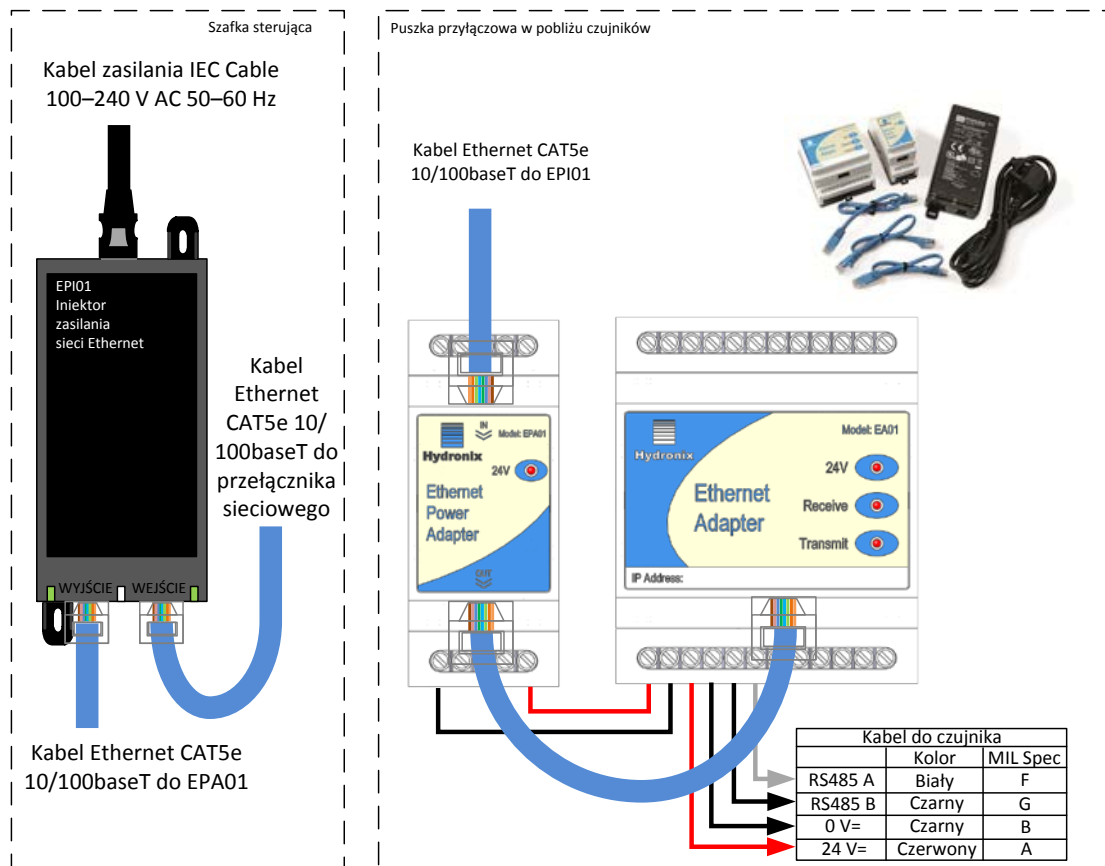 Szafka sterująca
Kabel zasilania IEC Cable
100–240 V AC 50–60 Hz
EPI01
Iniektor
zasilania
sieci Ethernet
Kabel
Ethernet
CAT5e 10/
100baseT do
przełącznika
sieciowego
WYJŚCIE
WEJŚCIE
Kabel Ethernet CAT5e
10/100baseT do EPA01
Puszka przyłączowa w pobliżu czujników
Kabel Ethernet CAT5e
10/100baseT do EPI01
IN
Model: EPA01
Hydronix
24V
Ethernet
Power
Adapter
OUT
Model: EA01
Hydronix
24V
Ethernet
Adapter
Receive
Transmit
IP Address:
Kabel do czujnika
Kolor MIL Spec
RS485 A Biały F
RS485 B Czarny G
0 V= Czarny B
24 V= Czerwony A